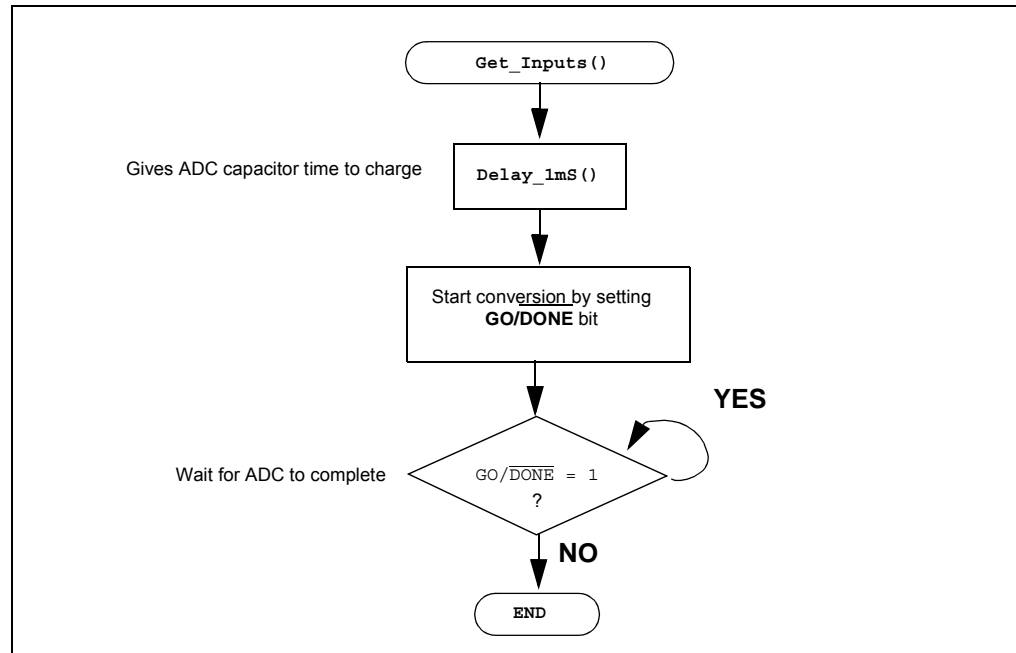 Get_Inputs()
Gives ADC capacitor time to charge
Delay_1mS()
Start conversion by setting
GO/DONE bit
YES
Wait for ADC to complete
GO/DONE = 1
?
NO
END